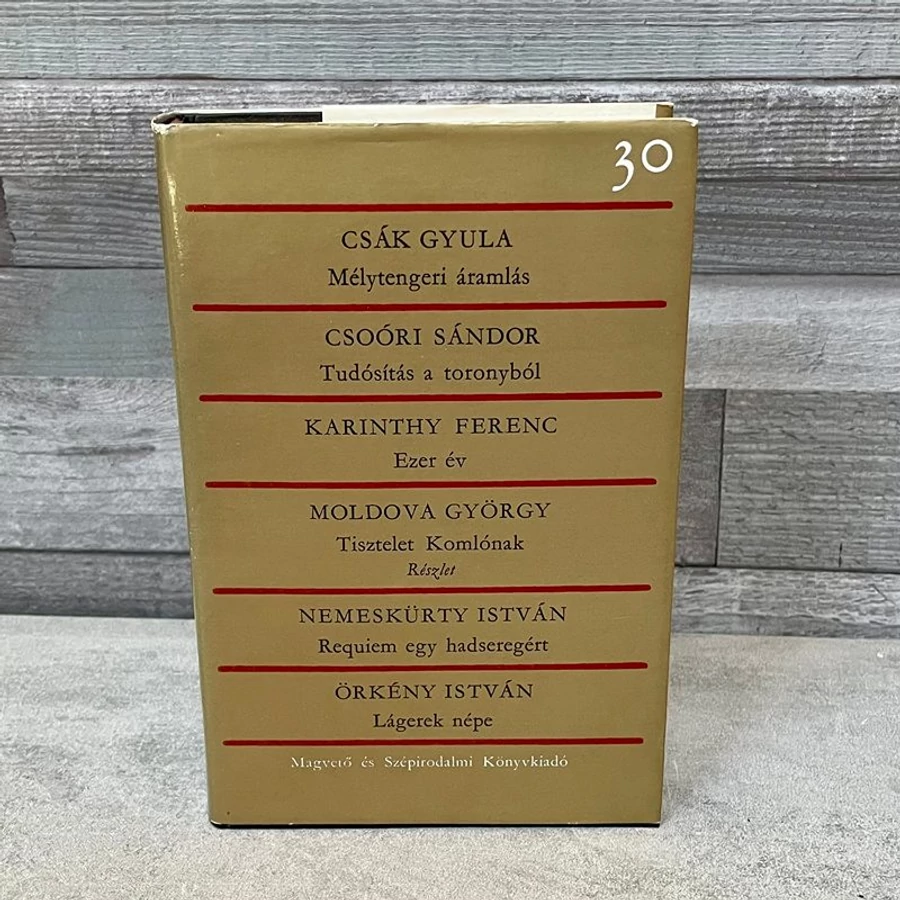 30
CSÁK GYULA
Mélytengeri áramlás
CSOÓRI SÁNDOR
Tudósítás a toronyból
KARINTHY FERENC
Ezer év
MOLDOVA GYÖRGY
Tisztelet Komlónak
Részlet
NEMESKÜRTY ISTVÁN
Requiem egy hadseregért
ÖRKÉNY ISTVÁN
Lágerek népe
Magvető és Szépirodalmi Könyvkiadó